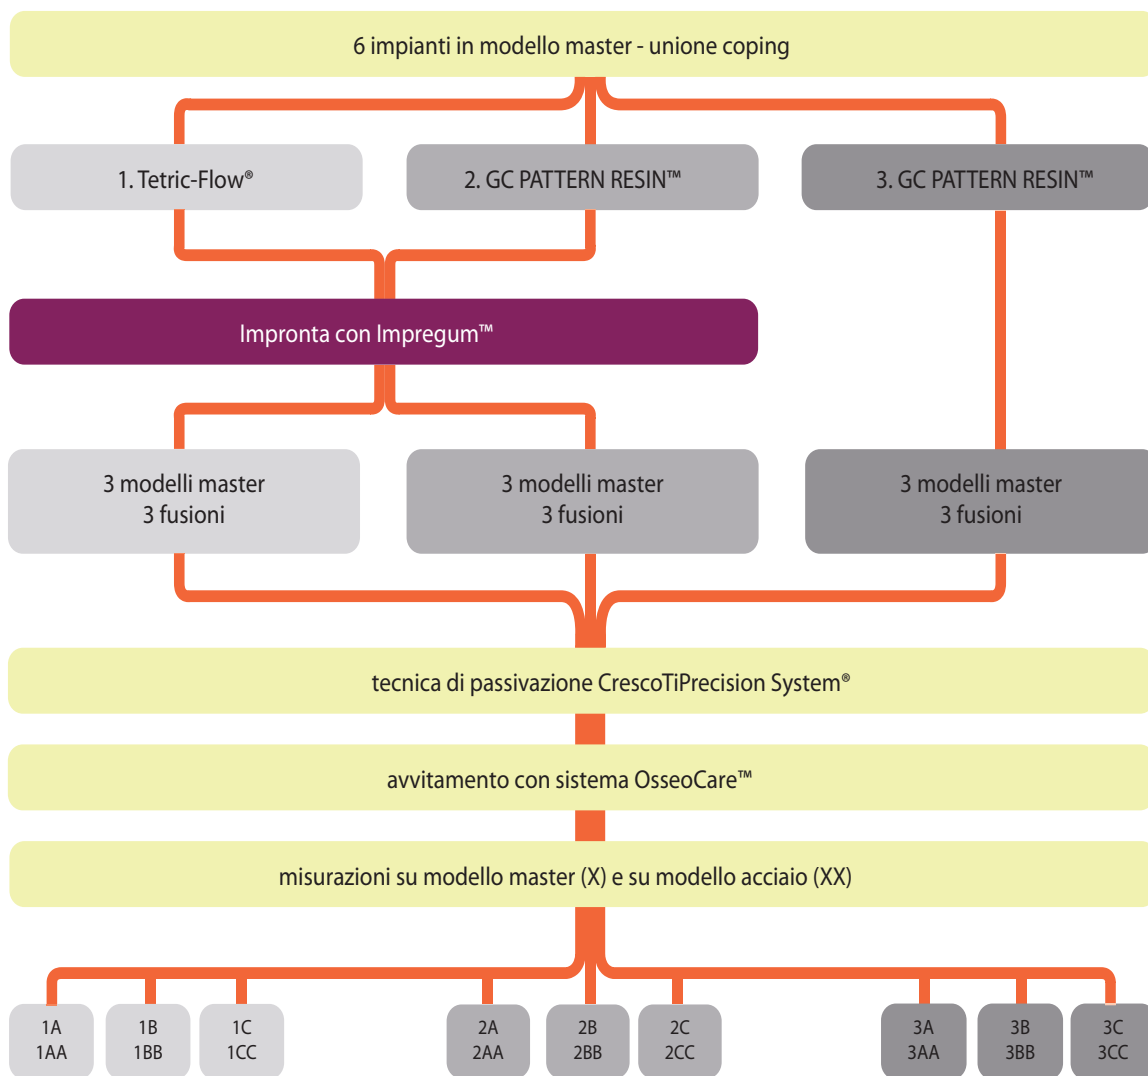 6 impianti in modello master - unione coping
1. Tetric-Flow®
2. GC PATTERN RESIN™
3. GC PATTERN RESIN™
Impronta con Impregum™
3 modelli master
3 fusioni
3 modelli master
3 fusioni
3 modelli master
3 fusioni
tecnica di passivazione CrescoTiPrecision System®
avvitamento con sistema OsseoCare™
misurazioni su modello master (X) e su modello acciaio (XX)
1A
1AA
1B
1BB
1C
1CC
2A
2AA
2B
2BB
2C
2CC
3A
3AA
3B
3BB
3C
3CC